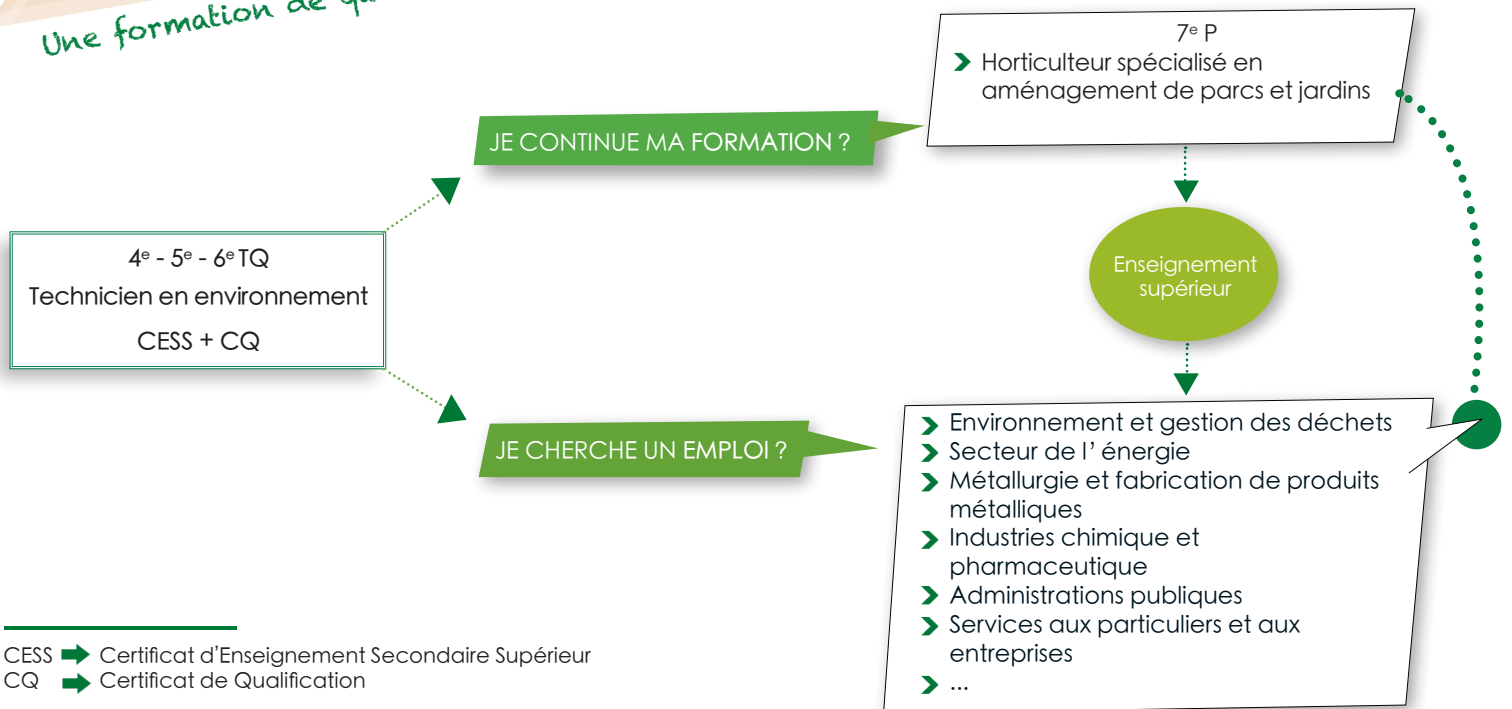 Une formation de
7e P
Horticulteur spécialisé en
aménagement de parcs et jardins
JE CONTINUE MA FORMATION ?
4e - 5e - 6e TQ
Technicien en environnement
CESS + CQ
Enseignement
supérieur
JE CHERCHE UN EMPLOI ?
Environnement et gestion des déchets
Secteur de l' énergie
Métallurgie et fabrication de produits
métalliques
Industries chimique et
pharmaceutique
Administrations publiques
Services aux particuliers et aux
entreprises
...
CESS ➡ Certificat d'Enseignement Secondaire Supérieur
CQ ➡ Certificat de Qualification